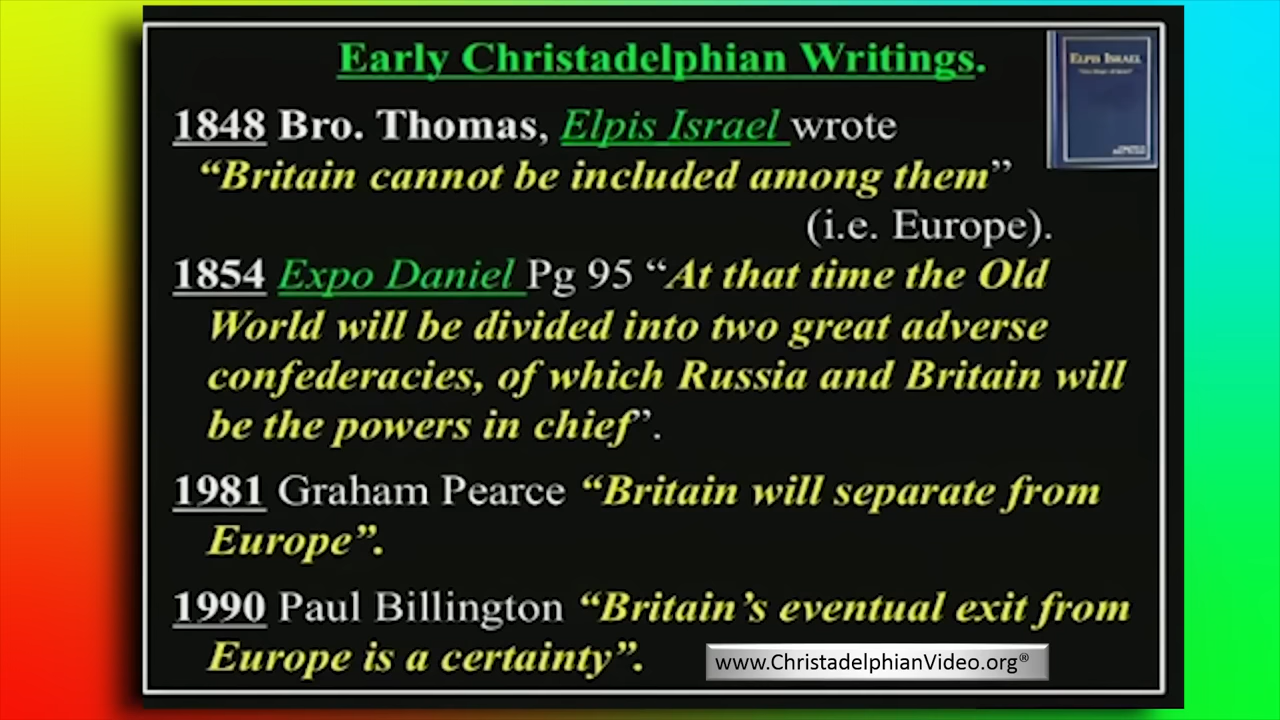 Early Christadelphian Writings.
ELPIS ISRAEL
1848 Bro. Thomas, Elpis Israel wrote
“Britain cannot be included among them”
(i.e. Europe).
1854 Expo Daniel Pg 95 “At that time the Old
World will be divided into two great adverse
confederacies, of which Russia and Britain will
be the powers in chief”.
1981 Graham Pearce “Britain will separate from
Europe”.
1990 Paul Billington “Britain’s eventual exit from
Europe is a certainty”.
www.ChristadelphianVideo.org®